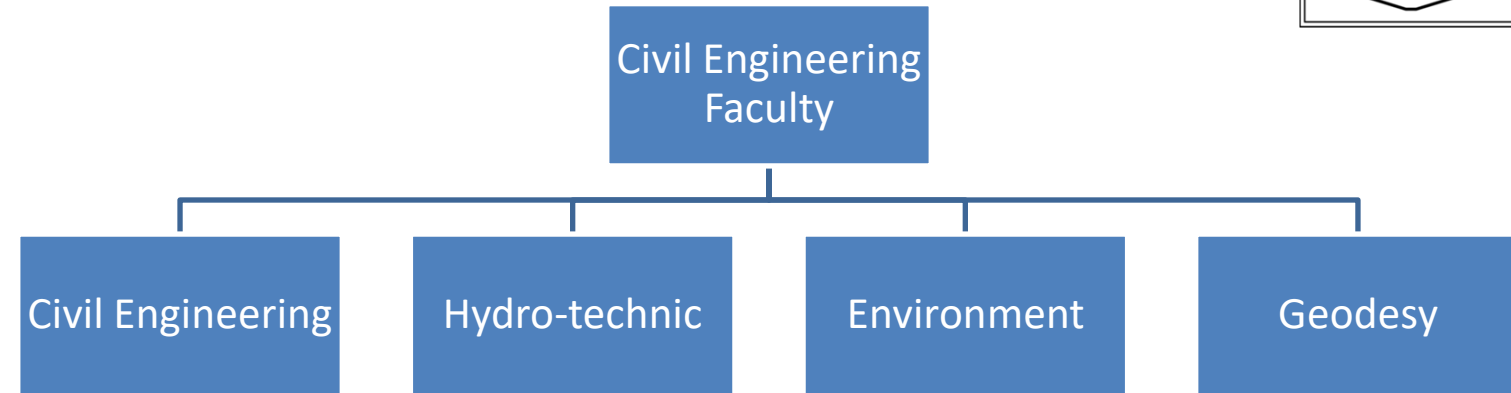 Civil Engineering
Faculty
Civil Engineering
Hydro-technic
Environment
Geodesy